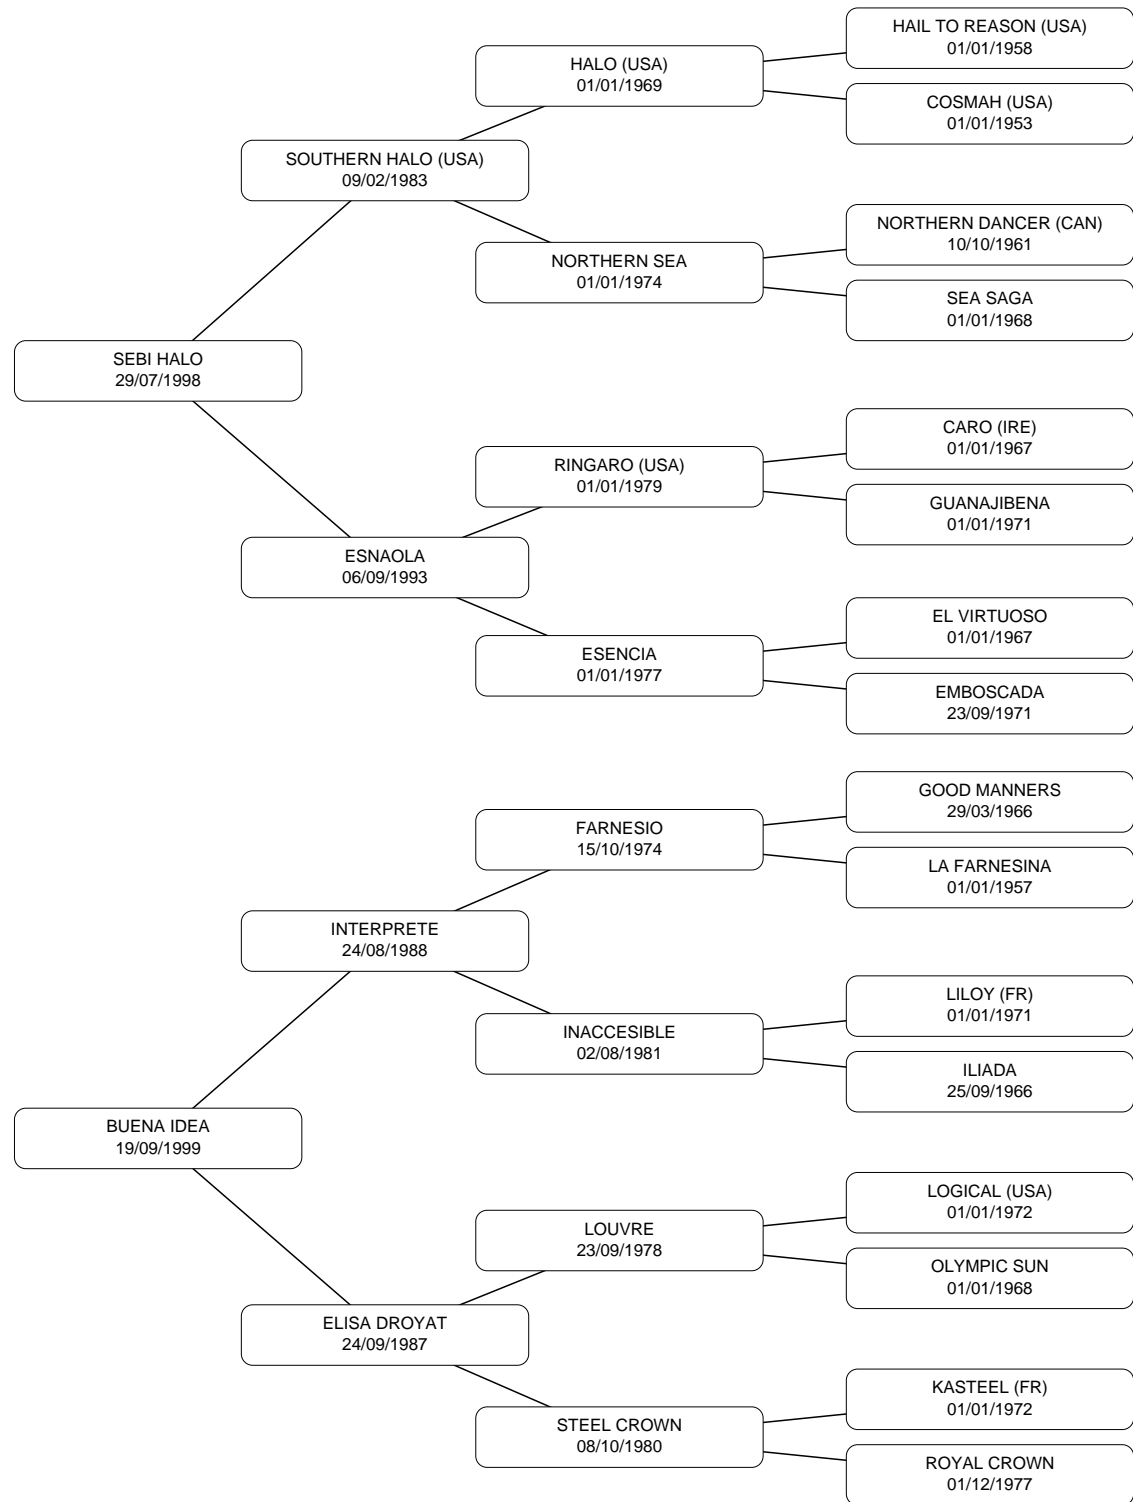 HAIL TO REASON (USA)
01/01/1958
HALO (USA)
01/01/1969
COSMAH (USA)
01/01/1953
SOUTHERN HALO (USA)
09/02/1983
NORTHERN DANCER (CAN)
10/10/1961
NORTHERN SEA
01/01/1974
SEA SAGA
01/01/1968
SEBI HALO
29/07/1998
CARO (IRE)
01/01/1967
RINGARO (USA)
01/01/1979
GUANAJIBENA
01/01/1971
ESNAOLA
06/09/1993
EL VIRTUOSO
01/01/1967
ESENCIA
01/01/1977
EMBOSCADA
23/09/1971
GOOD MANNERS
29/03/1966
FARNESIO
15/10/1974
LA FARNESINA
01/01/1957
INTERPRETE
24/08/1988
LILOY (FR)
01/01/1971
INACCESIBLE
02/08/1981
ILIADA
25/09/1966
BUENA IDEA
19/09/1999
LOGICAL (USA)
01/01/1972
LOUVRE
23/09/1978
OLYMPIC SUN
01/01/1968
ELISA DROYAT
24/09/1987
KASTEEL (FR)
01/01/1972
STEEL CROWN
08/10/1980
ROYAL CROWN
01/12/1977